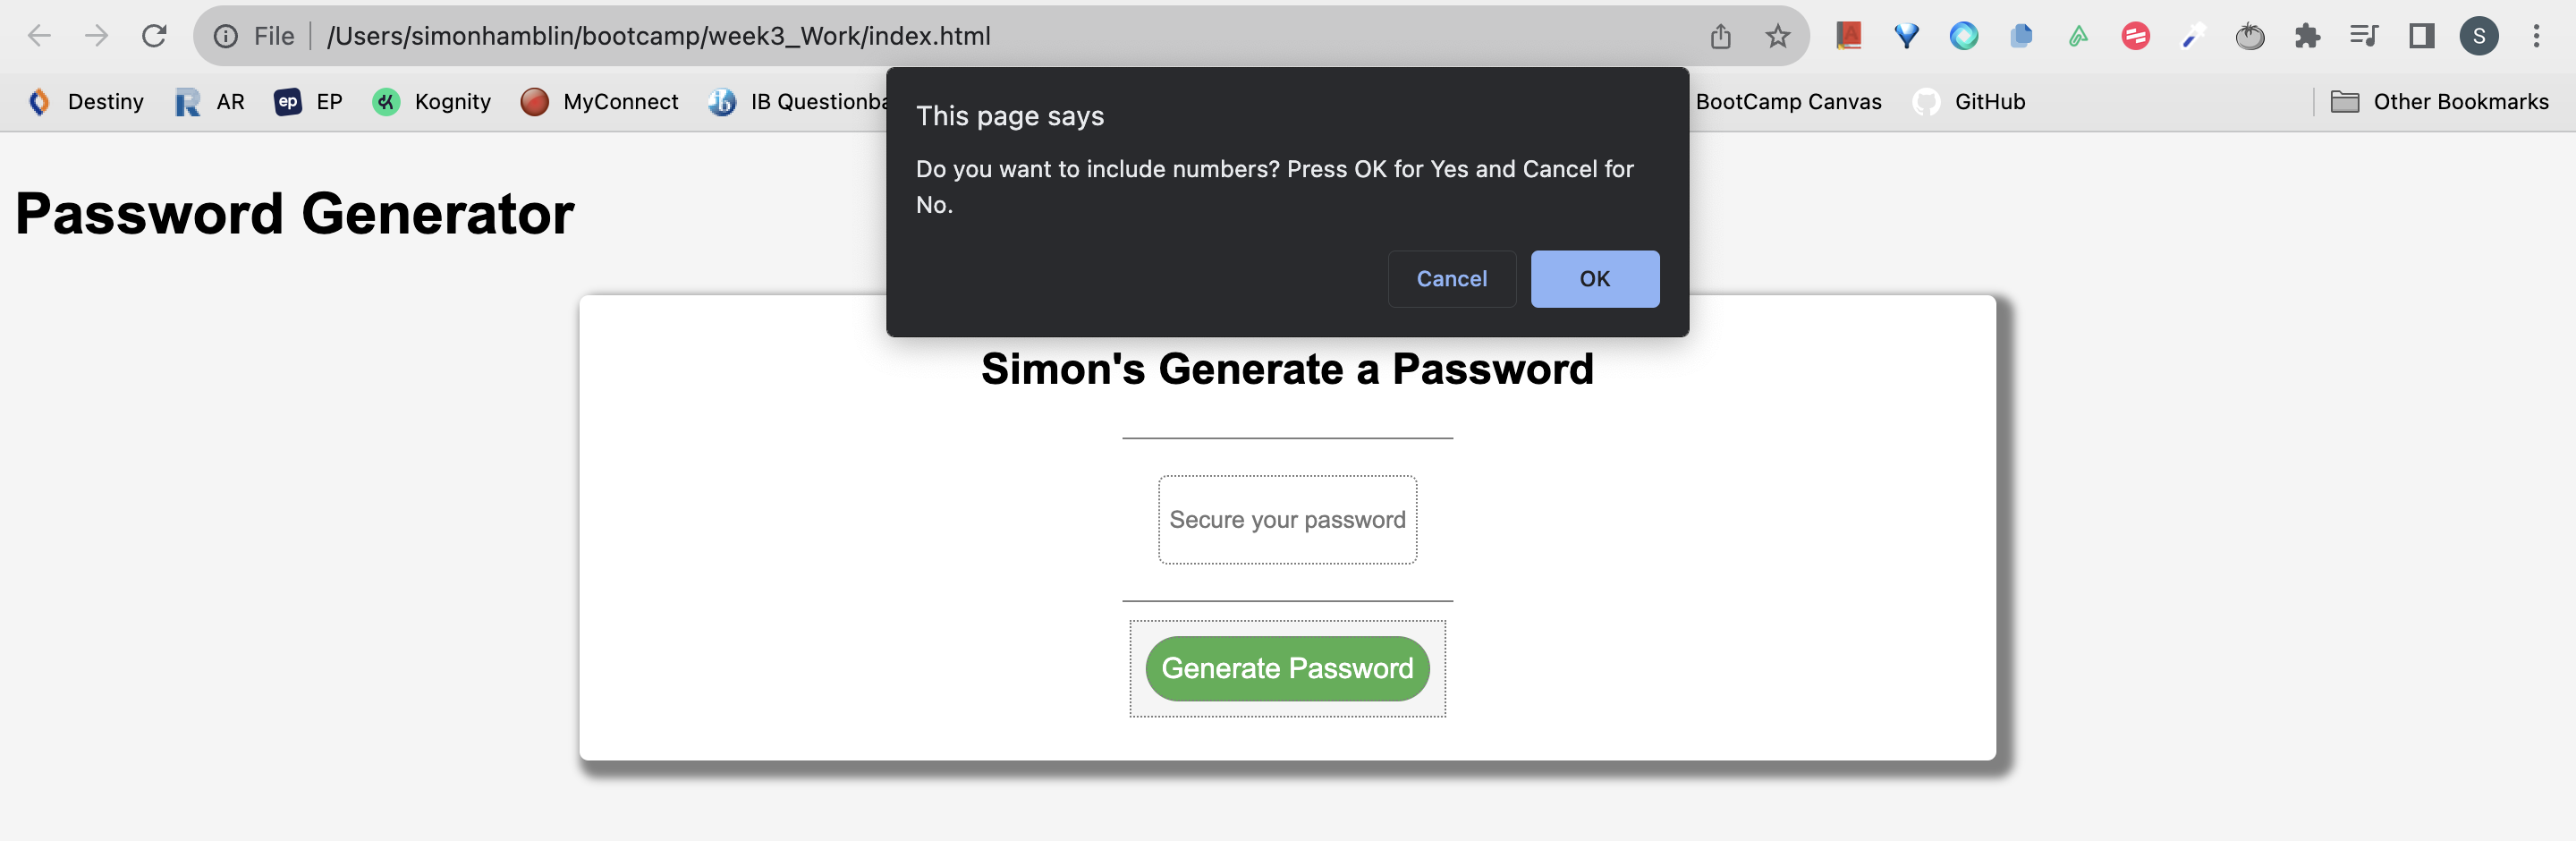 File /Users/simonhamblin/bootcamp/week3_Work/index.html
S
Destiny AR ep EP Kognity MyConnect ib IB Questionba BootCamp Canvas GitHub Other Bookmarks
This page says
Do you want to include numbers? Press OK for Yes and Cancel for
No.
Cancel OK
Password Generator
Simon's Generate a Password
Secure your password
Generate Password